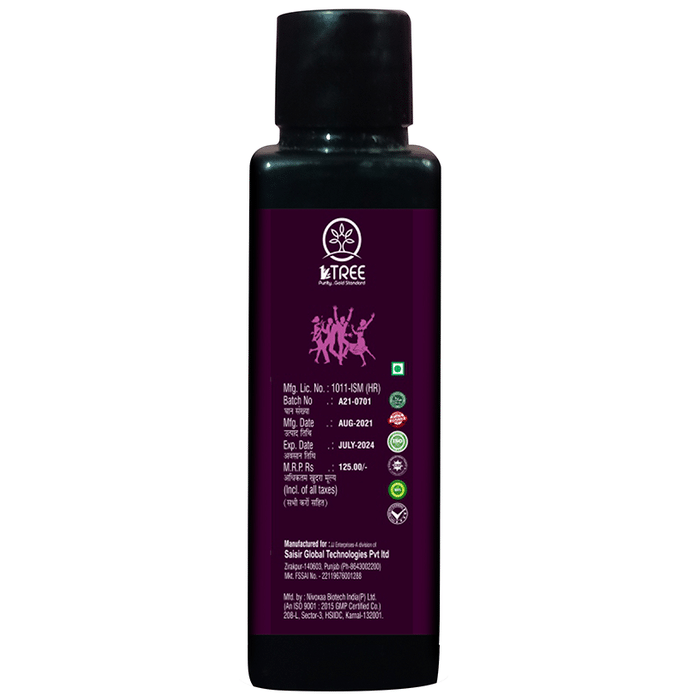 TREE
Purity . Gold Standard
Mfg. Lic. No. : 1011-ISM (HR)
Batch No . : A21-0701
चान संख्या
Mfg. Date . : AUG-2021
उत्पाद तिथि
Exp. Date . : JULY-2024
अवसान तिथि
M.R.P. Rs . : 125.00/-
अधिकतम खुदरा मूल्य
(Incl. of all taxes)
(सभी करों सहित)
ISO
Manufactured for : JJ Enterprises A division of
Saisir Global Technologies Pvt ltd
Zirakpur-140603, Punjab (Ph-8643002200)
Mkt. FSSAI No. - 22119676001288
Mfd. by : Nivoxaa Biotech India(P) Ltd.
(An ISO 9001 : 2015 GMP Certified Co.)
208-L, Sector-3, HSIIDC, Karnal-132001.